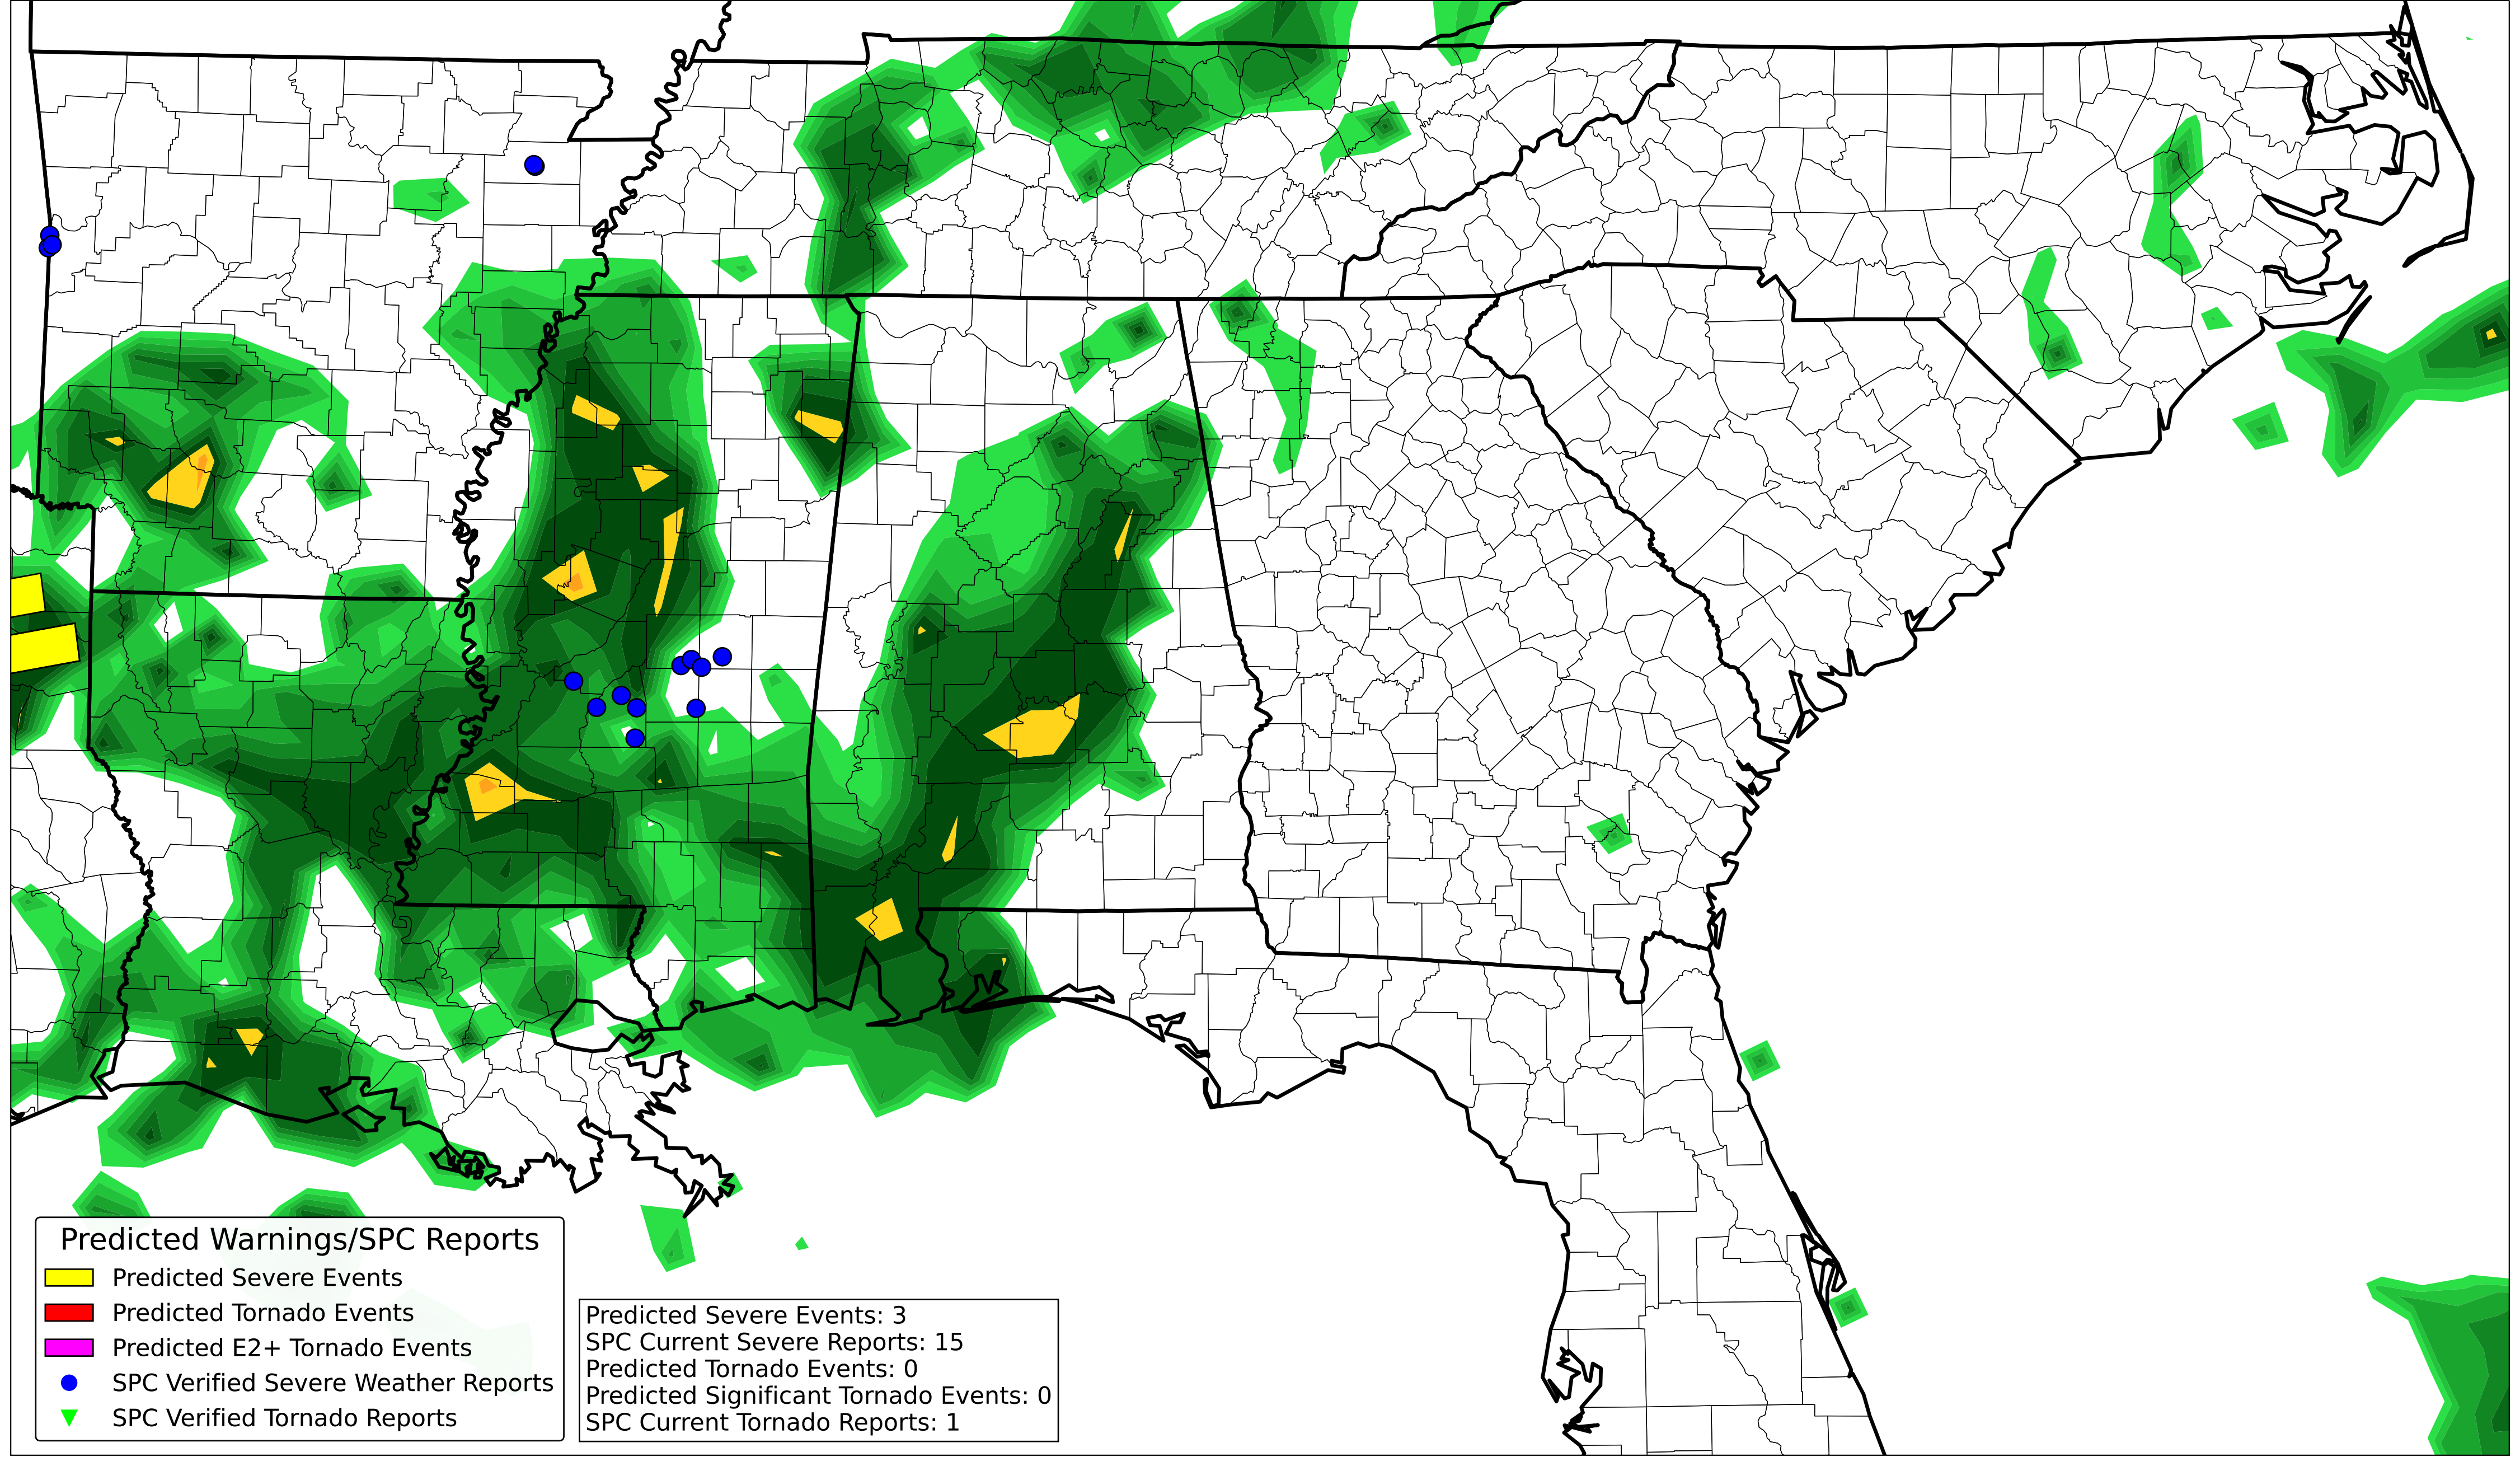 Predicted Warnings/SPC Reports
Predicted Severe Events
Predicted Tornado Events
Predicted E2+ Tornado Events
SPC Verified Severe Weather Reports
SPC Verified Tornado Reports
Predicted Severe Events: 3
SPC Current Severe Reports: 15
Predicted Tornado Events: 0
Predicted Significant Tornado Events: 0
SPC Current Tornado Reports: 1